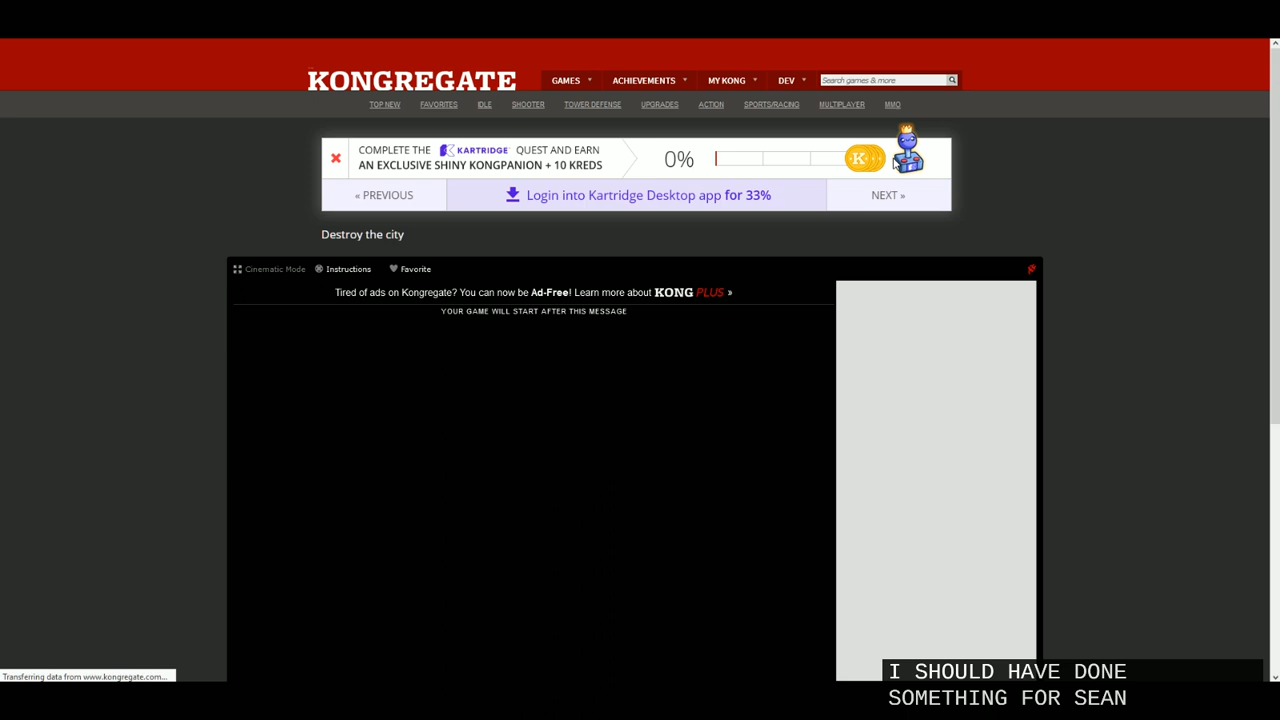 KONGREGATE
GAMES ACHIEVEMENTS MY KONG DEV Search games & more
TOP NEW FAVORITES IDLE SHOOTER TOWER DEFENSE UPGRADES ACTION SPORTS/RACING MULTIPLAYER MMO
COMPLETE THE KARTRIDGE QUEST AND EARN
AN EXCLUSIVE SHINY KONGPANION + 10 KREDS
0%
K
« PREVIOUS Login into Kartridge Desktop app for 33% NEXT »
Destroy the city
Cinematic Mode Instructions Favorite
Tired of ads on Kongregate? You can now be Ad-Free! Learn more about KONG PLUS »
YOUR GAME WILL START AFTER THIS MESSAGE
Transferring data from www.kongregate.com...
I SHOULD HAVE DONE
SOMETHING FOR SEAN